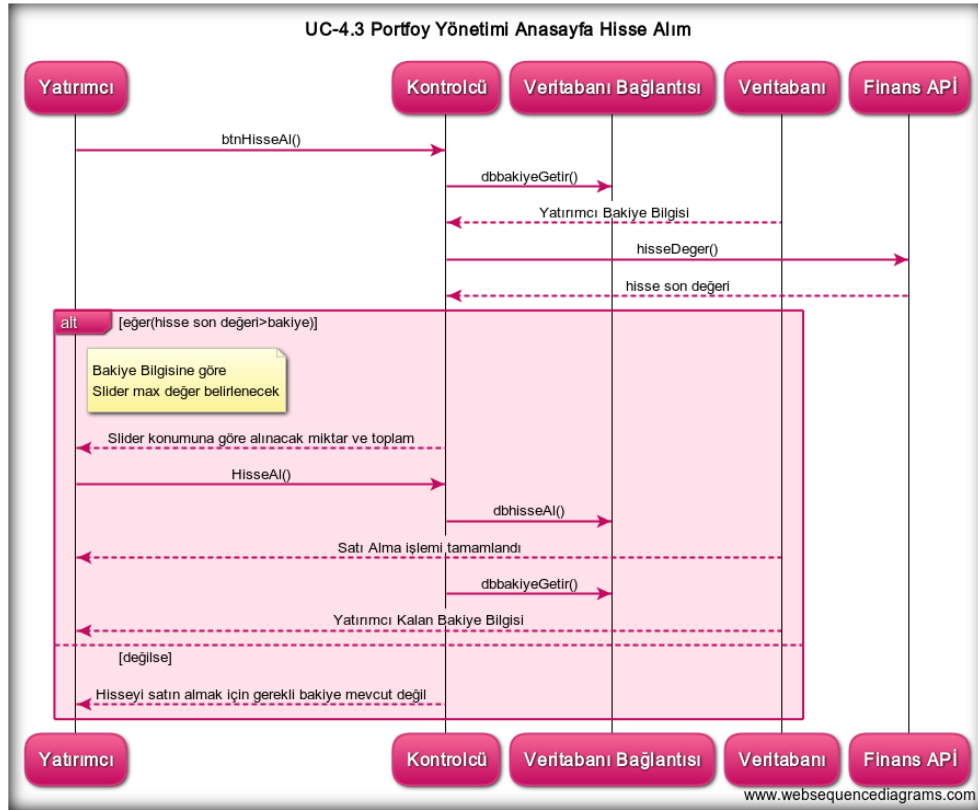 UC-4.3 Portfoy Yönetimi Anasayfa Hisse Alım
Yatırımcı
Kontrolcü
Veritabanı Bağlantısı
Veritabanı
Finans APİ
btnHisseAl()
dbbakiyeGetir()
Yatırımcı Bakiye Bilgisi
hisseDeger()
hisse son değeri
alt
[eğer(hisse son değeri>bakiye)]
Bakiye Bilgisine göre
Slider max değer belirlenecek
Slider konumuna göre alınacak miktar ve toplam
HisseAl()
dbhisseAl()
Satı Alma işlemi tamamlandı
dbbakiyeGetir()
Yatırımcı Kalan Bakiye Bilgisi
[değilse]
Hisseyi satın almak için gerekli bakiye mevcut değil
Yatırımcı
Kontrolcü
Veritabanı Bağlantısı
Veritabanı
Finans APİ
www.websequencediagrams.com